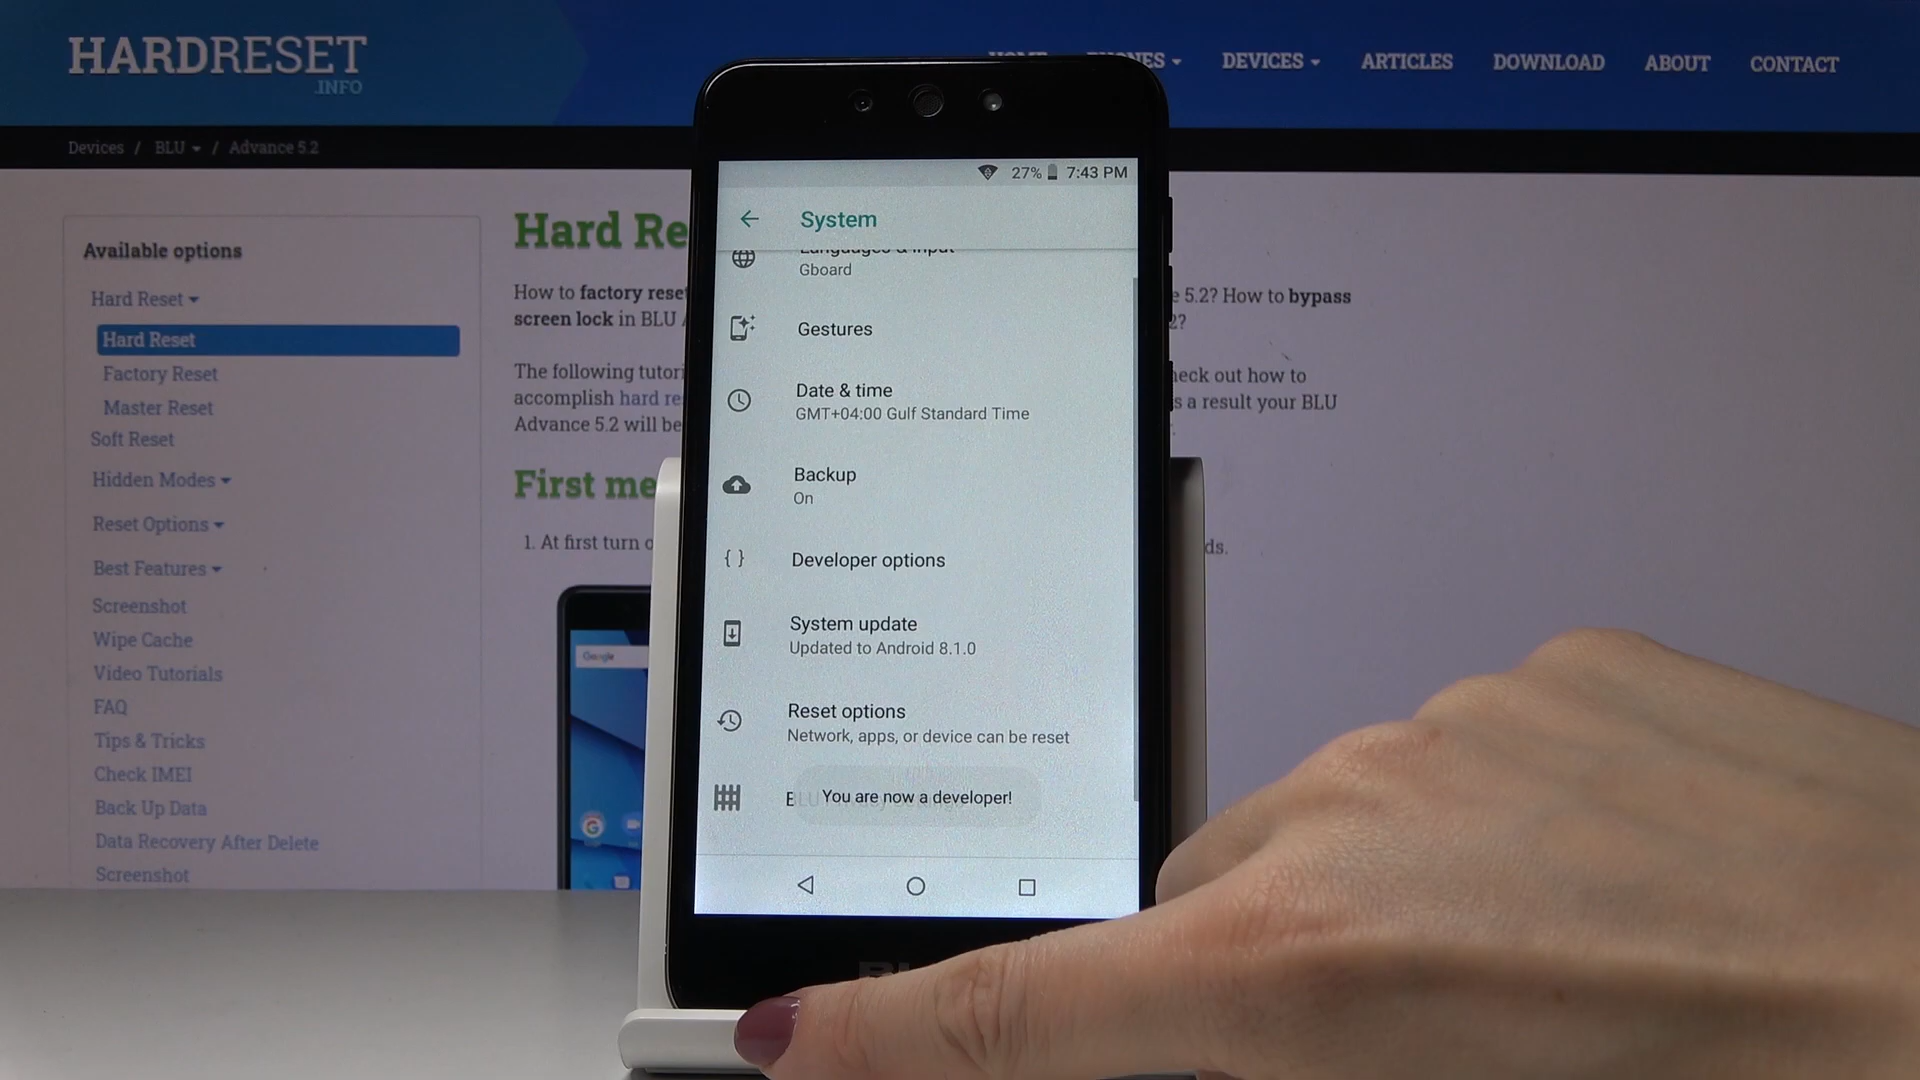 HARDRESET
.INFO
DEVICES
ARTICLES
DOWNLOAD
ABOUT
CONTACT
Devices / BLU / Advance 5.2
Available options
Hard Reset
Hard Reset
Factory Reset
Master Reset
Soft Reset
Hidden Modes
Reset Options
Best Features
Screenshot
Wipe Cache
Video Tutorials
FAQ
Tips & Tricks
Check IMEI
Back Up Data
Data Recovery After Delete
Screenshot
Hard Re
How to factory reset
screen lock in BLU
5.2? How to bypass
The following tutori
accomplish hard re
Advance 5.2 will be
heck out how to
s a result your BLU
First me
1. At first turn o
ds.
Google
27% 7:43 PM
System
Languages & input
Gboard
Gestures
Date & time
GMT+04:00 Gulf Standard Time
Backup
On
{ } Developer options
System update
Updated to Android 8.1.0
Reset options
Network, apps, or device can be reset
You are now a developer!